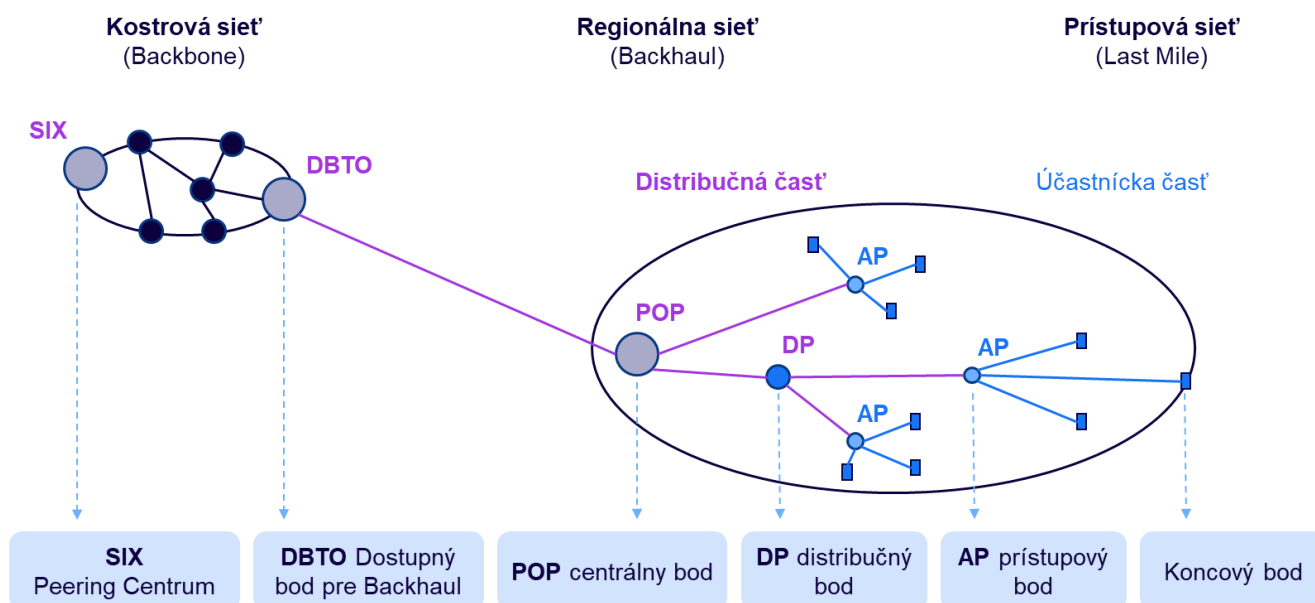 Kostrová sieť
(Backbone)
Regionálna sieť
(Backhaul)
Prístupová sieť
(Last Mile)
SIX
DBTO
Distribučná časť
Účastnícka časť
AP
POP
DP
AP
AP
SIX
Peering Centrum
DBTO Dostupný
bod pre Backhaul
POP centrálny bod
DP distribučný
bod
AP prístupový
bod
Koncový bod